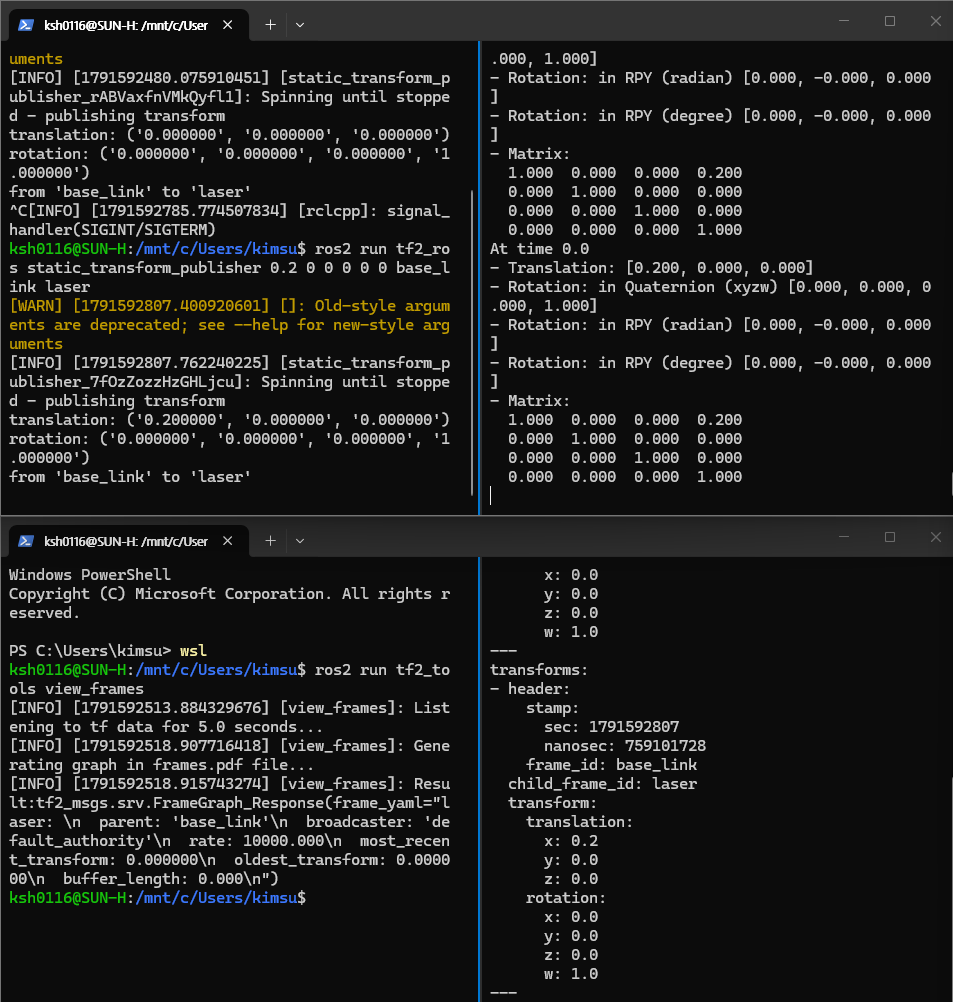 ksh0116@SUN-H: /mnt/c/User
uments
[INFO] [1791592480.075910451] [static_transform_p
ublisher_rABVaxfnVMkQyfl1]: Spinning until stoppe
d - publishing transform
translation: ('0.000000', '0.000000', '0.000000')
rotation: ('0.000000', '0.000000', '0.000000', '1
.000000')
from 'base_link' to 'laser'
^C[INFO] [1791592785.774507834] [rclcpp]: signal_
handler(SIGINT/SIGTERM)
ksh0116@SUN-H:/mnt/c/Users/kimsu$ ros2 run tf2_ro
s static_transform_publisher 0.2 0 0 0 0 0 base_l
ink laser
[WARN] [1791592807.400920601] []: Old-style argum
ents are deprecated; see --help for new-style arg
uments
[INFO] [1791592807.762240225] [static_transform_p
ublisher_7fOzZozzHzGHLjcu]: Spinning until stoppe
d - publishing transform
translation: ('0.200000', '0.000000', '0.000000')
rotation: ('0.000000', '0.000000', '0.000000', '1
.000000')
from 'base_link' to 'laser'
.000, 1.000]
- Rotation: in RPY (radian) [0.000, -0.000, 0.000
]
- Rotation: in RPY (degree) [0.000, -0.000, 0.000
]
- Matrix:
  1.000  0.000  0.000  0.200
  0.000  1.000  0.000  0.000
  0.000  0.000  1.000  0.000
  0.000  0.000  0.000  1.000
At time 0.0
- Translation: [0.200, 0.000, 0.000]
- Rotation: in Quaternion (xyzw) [0.000, 0.000, 0
.000, 1.000]
- Rotation: in RPY (radian) [0.000, -0.000, 0.000
]
- Rotation: in RPY (degree) [0.000, -0.000, 0.000
]
- Matrix:
  1.000  0.000  0.000  0.200
  0.000  1.000  0.000  0.000
  0.000  0.000  1.000  0.000
  0.000  0.000  0.000  1.000
ksh0116@SUN-H: /mnt/c/User
Windows PowerShell
Copyright (C) Microsoft Corporation. All rights r
eserved.
PS C:\Users\kimsu> wsl
ksh0116@SUN-H:/mnt/c/Users/kimsu$ ros2 run tf2_to
ols view_frames
[INFO] [1791592513.884329676] [view_frames]: List
ening to tf data for 5.0 seconds...
[INFO] [1791592518.907716418] [view_frames]: Gene
rating graph in frames.pdf file...
[INFO] [1791592518.915743274] [view_frames]: Resu
lt:tf2_msgs.srv.FrameGraph_Response(frame_yaml="l
aser: \n  parent: 'base_link'\n  broadcaster: 'de
fault_authority'\n  rate: 10000.000\n  most_recen
t_transform: 0.000000\n  oldest_transform: 0.0000
00\n  buffer_length: 0.000\n")
ksh0116@SUN-H:/mnt/c/Users/kimsu$
      x: 0.0
      y: 0.0
      z: 0.0
      w: 1.0
---
transforms:
- header:
    stamp:
      sec: 1791592807
      nanosec: 759101728
    frame_id: base_link
  child_frame_id: laser
  transform:
    translation:
      x: 0.2
      y: 0.0
      z: 0.0
    rotation:
      x: 0.0
      y: 0.0
      z: 0.0
      w: 1.0
---